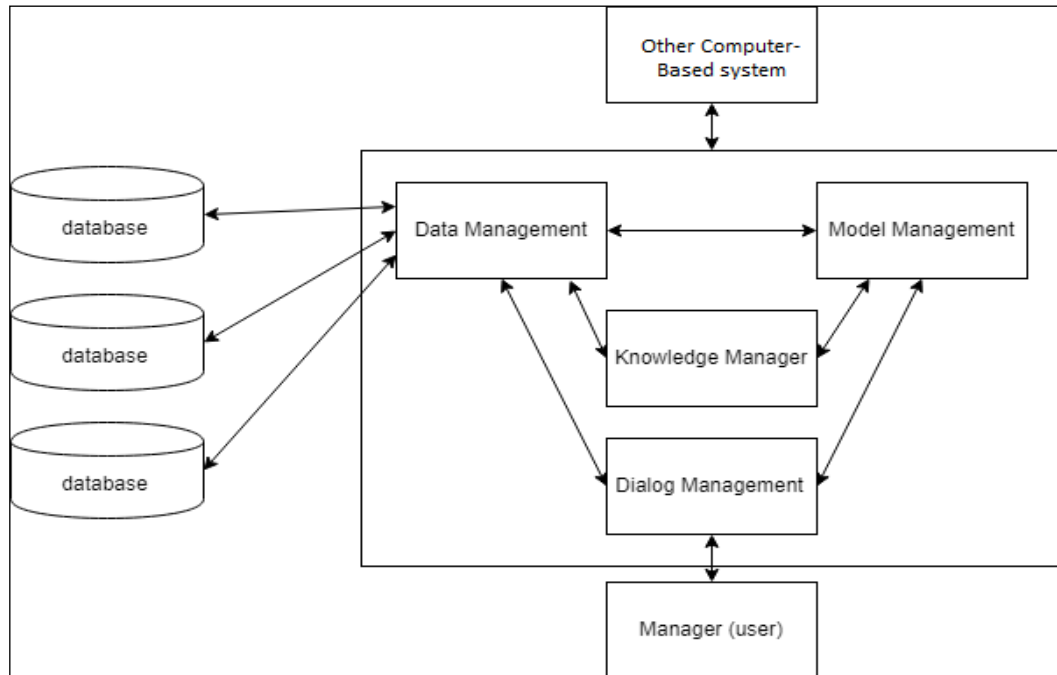 Other Computer-
Based system
database
Data Management
Model Management
database
Knowledge Manager
database
Dialog Management
Manager (user)